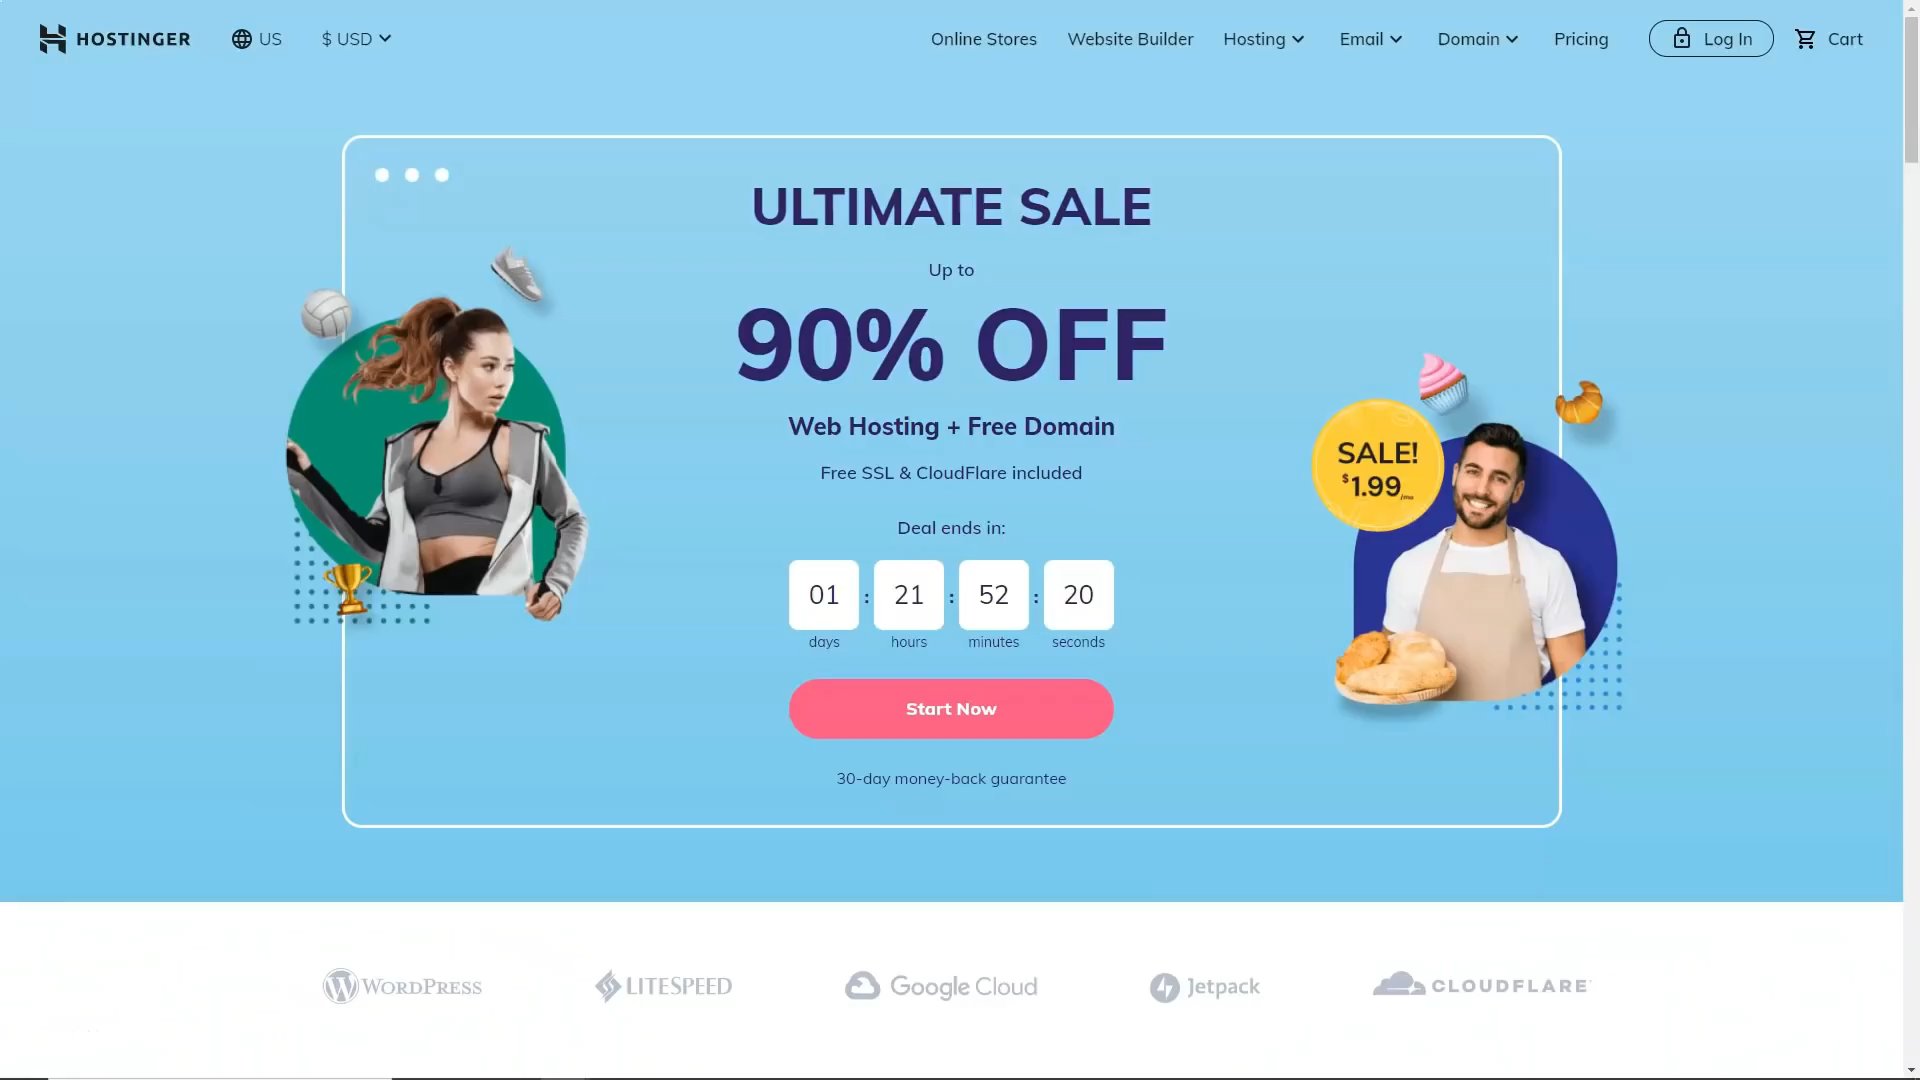 HOSTINGER US $ USD Online Stores Website Builder Hosting Email Domain Pricing Log In Cart
ULTIMATE SALE
Up to
90% OFF
Web Hosting + Free Domain
Free SSL & CloudFlare included
SALE!
$1.99/mo
Deal ends in:
01 : 21 : 52 : 20
days hours minutes seconds
Start Now
30-day money-back guarantee
WORDPRESS LITESPEED Google Cloud Jetpack CLOUDFLARE